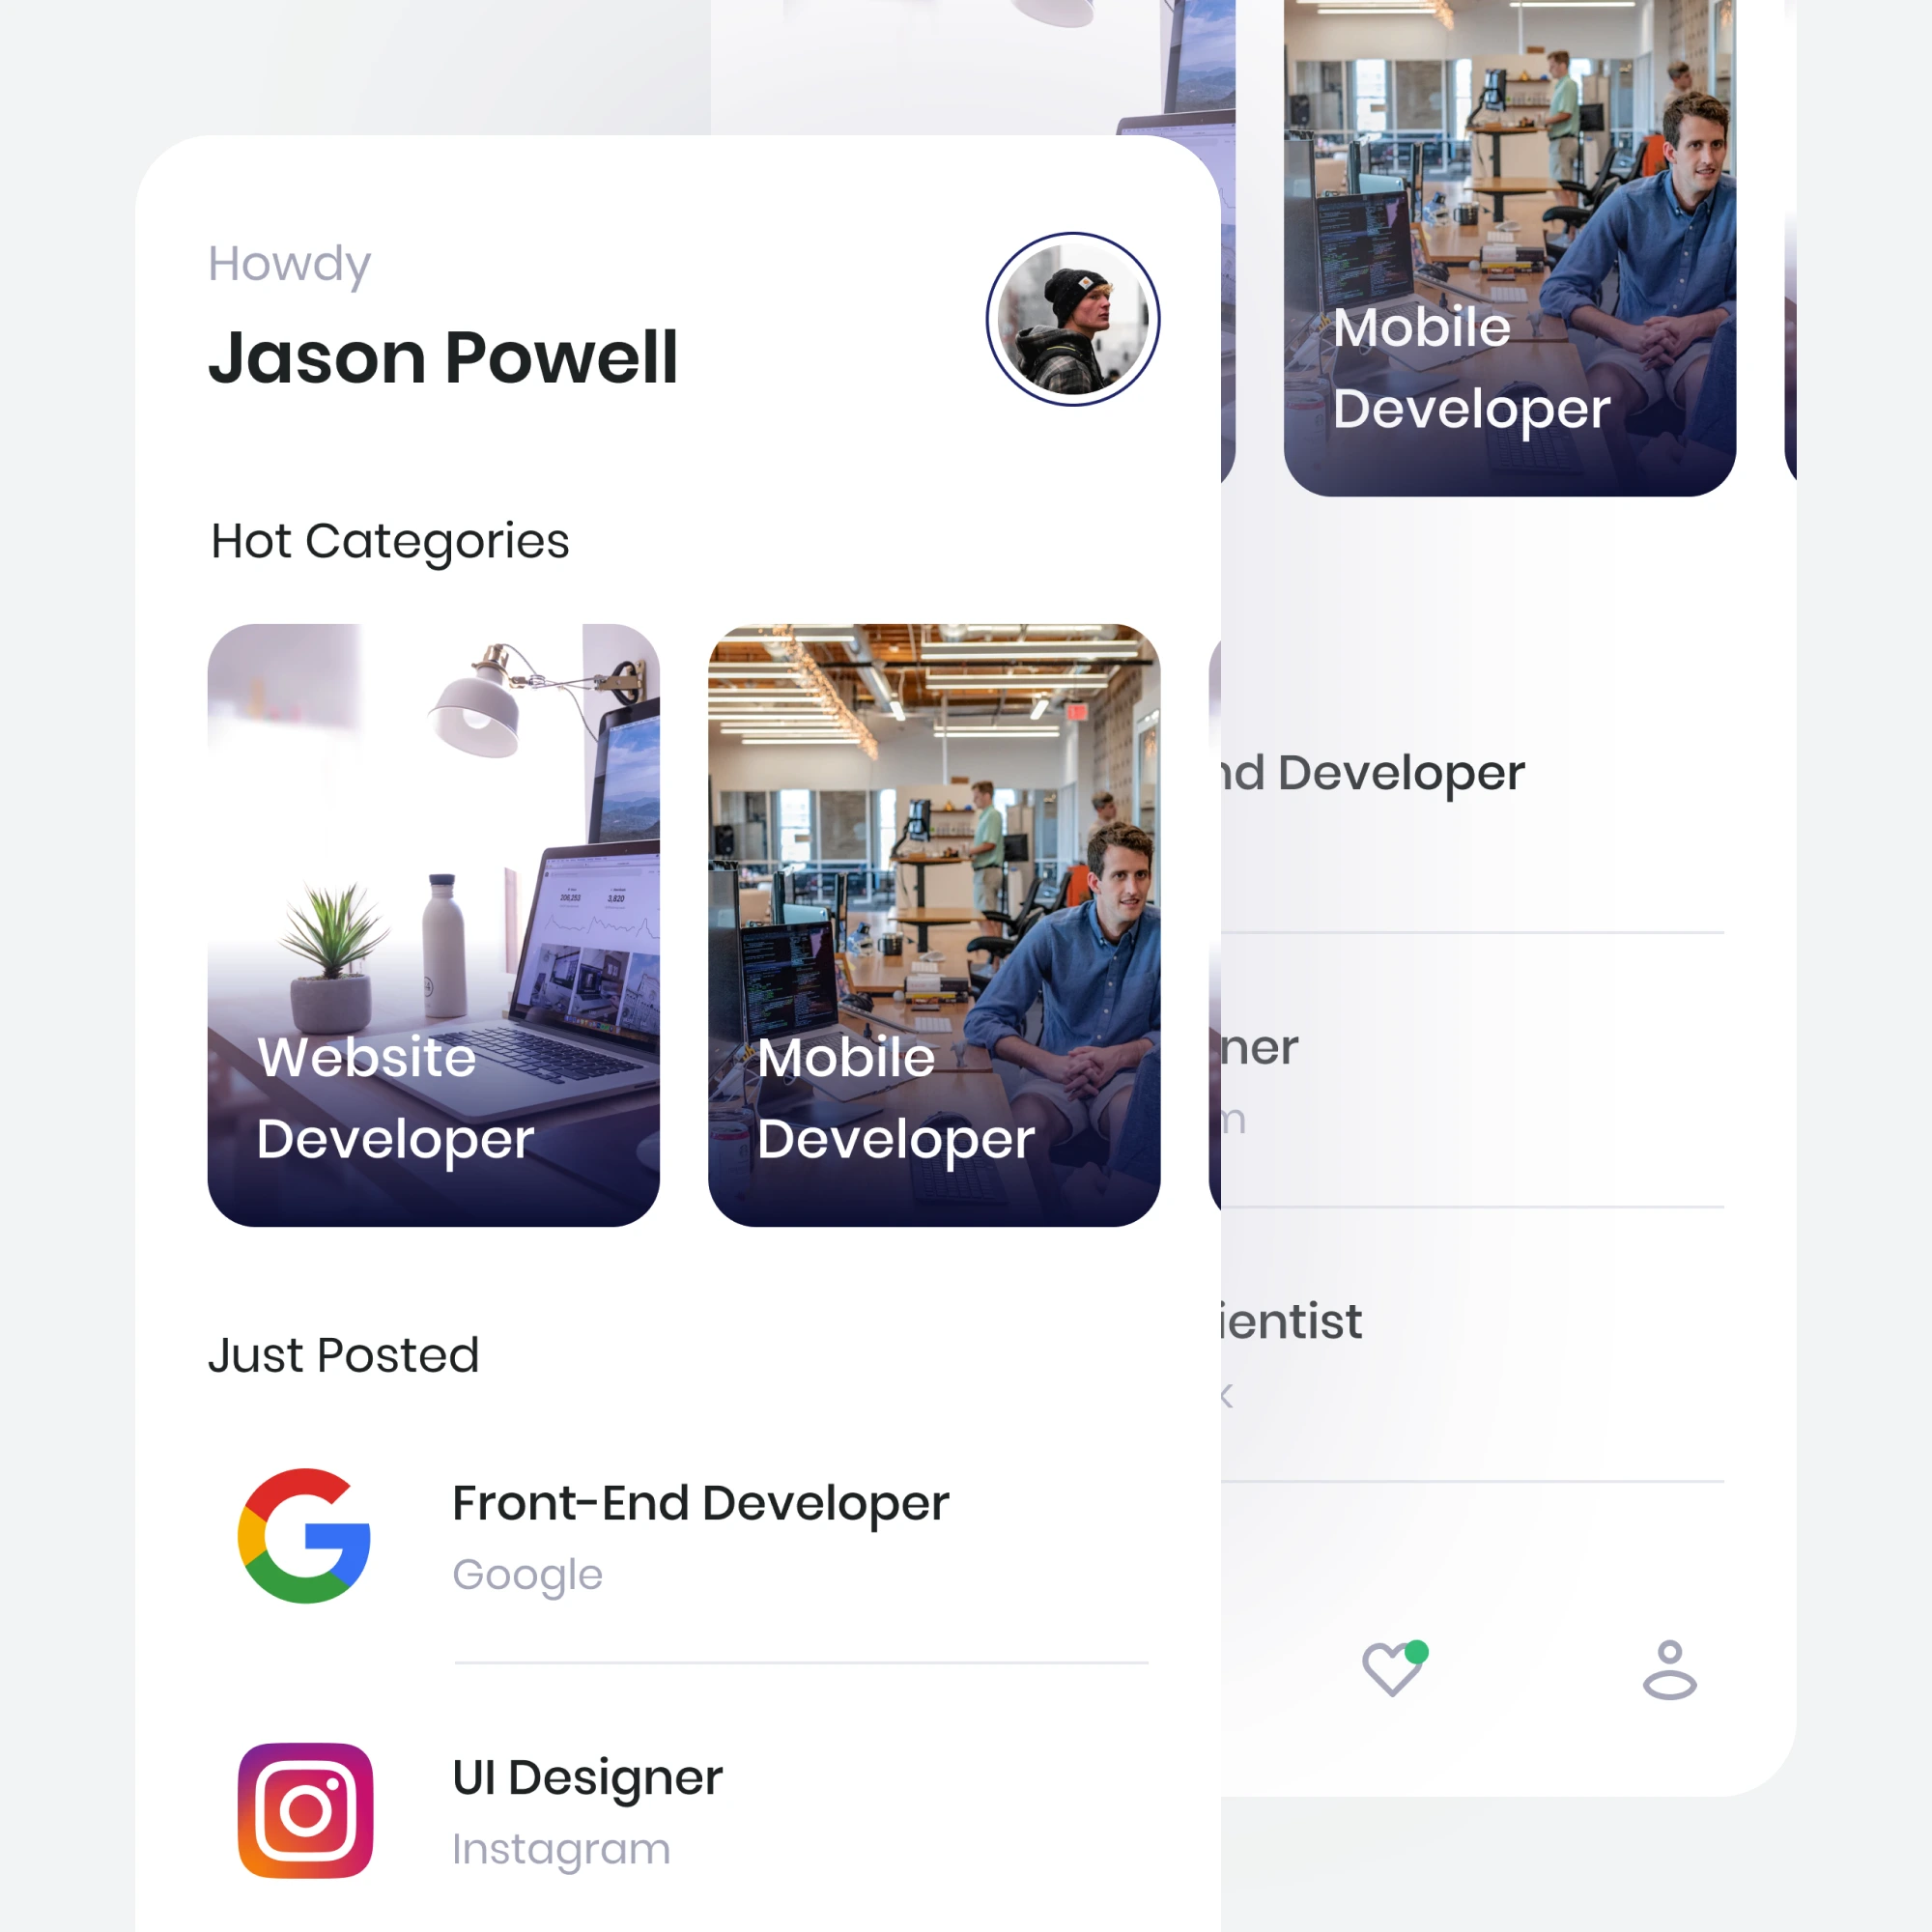 Howdy
Jason Powell
Hot Categories
Website
Developer
Mobile
Developer
Just Posted
Front-End Developer
Google
UI Designer
Instagram
Mobile
Developer
nd Developer
ner
m
ientist
k